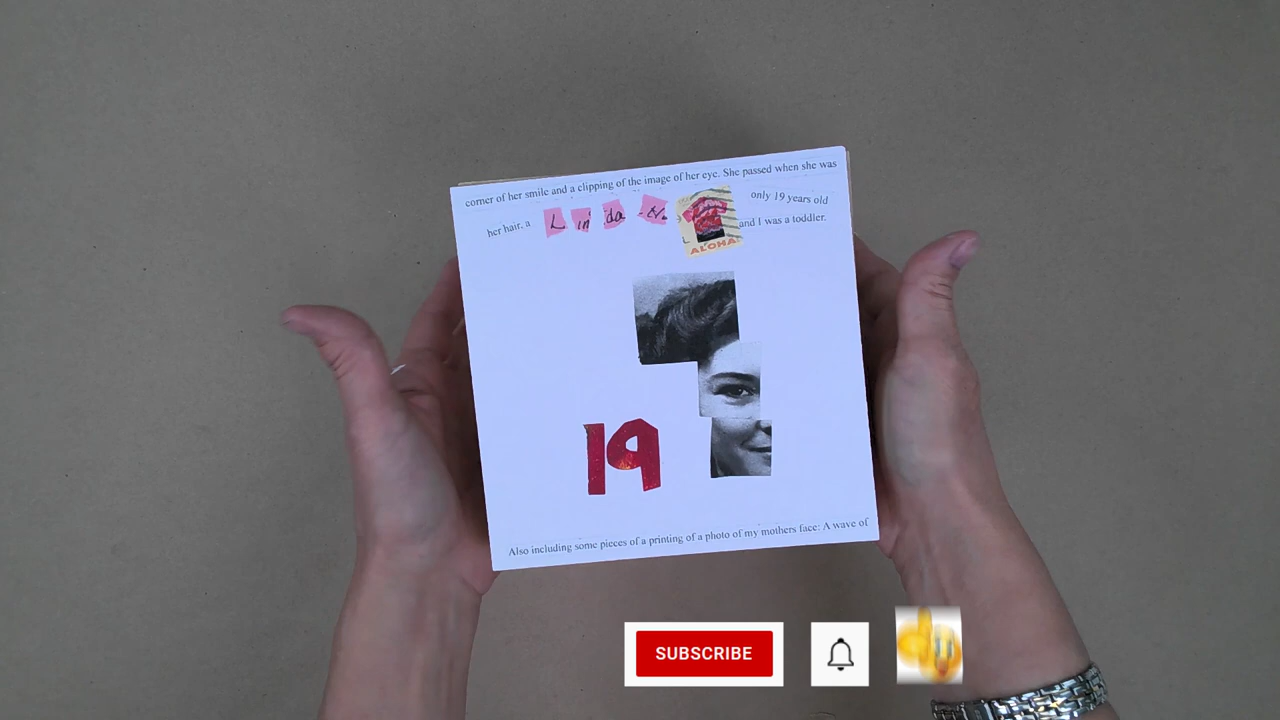 corner of her smile and a clipping of the image of her eye. She passed when she was
only 19 years old
her hair, a
L in da
and I was a toddler.
ALOHA
19
Also including some pieces of a printing of a photo of my mothers face: A wave of
SUBSCRIBE